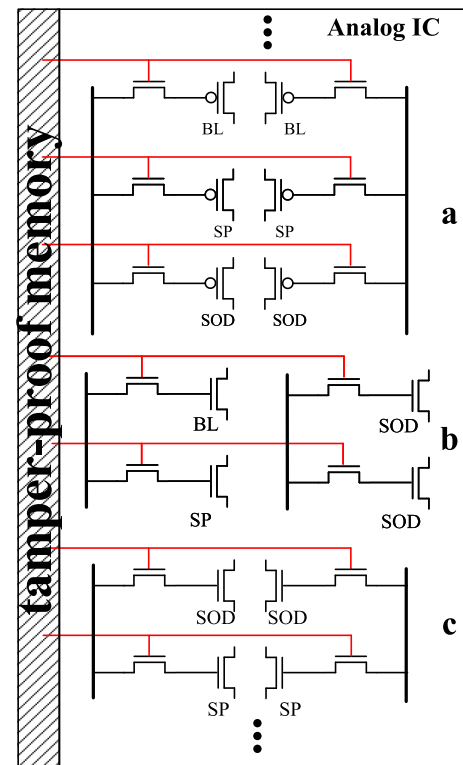 Analog IC
tamper-proof memory
BL BL
a
SP SP
SOD SOD
BL SOD
b
SP SOD
SOD SOD
c
SP SP